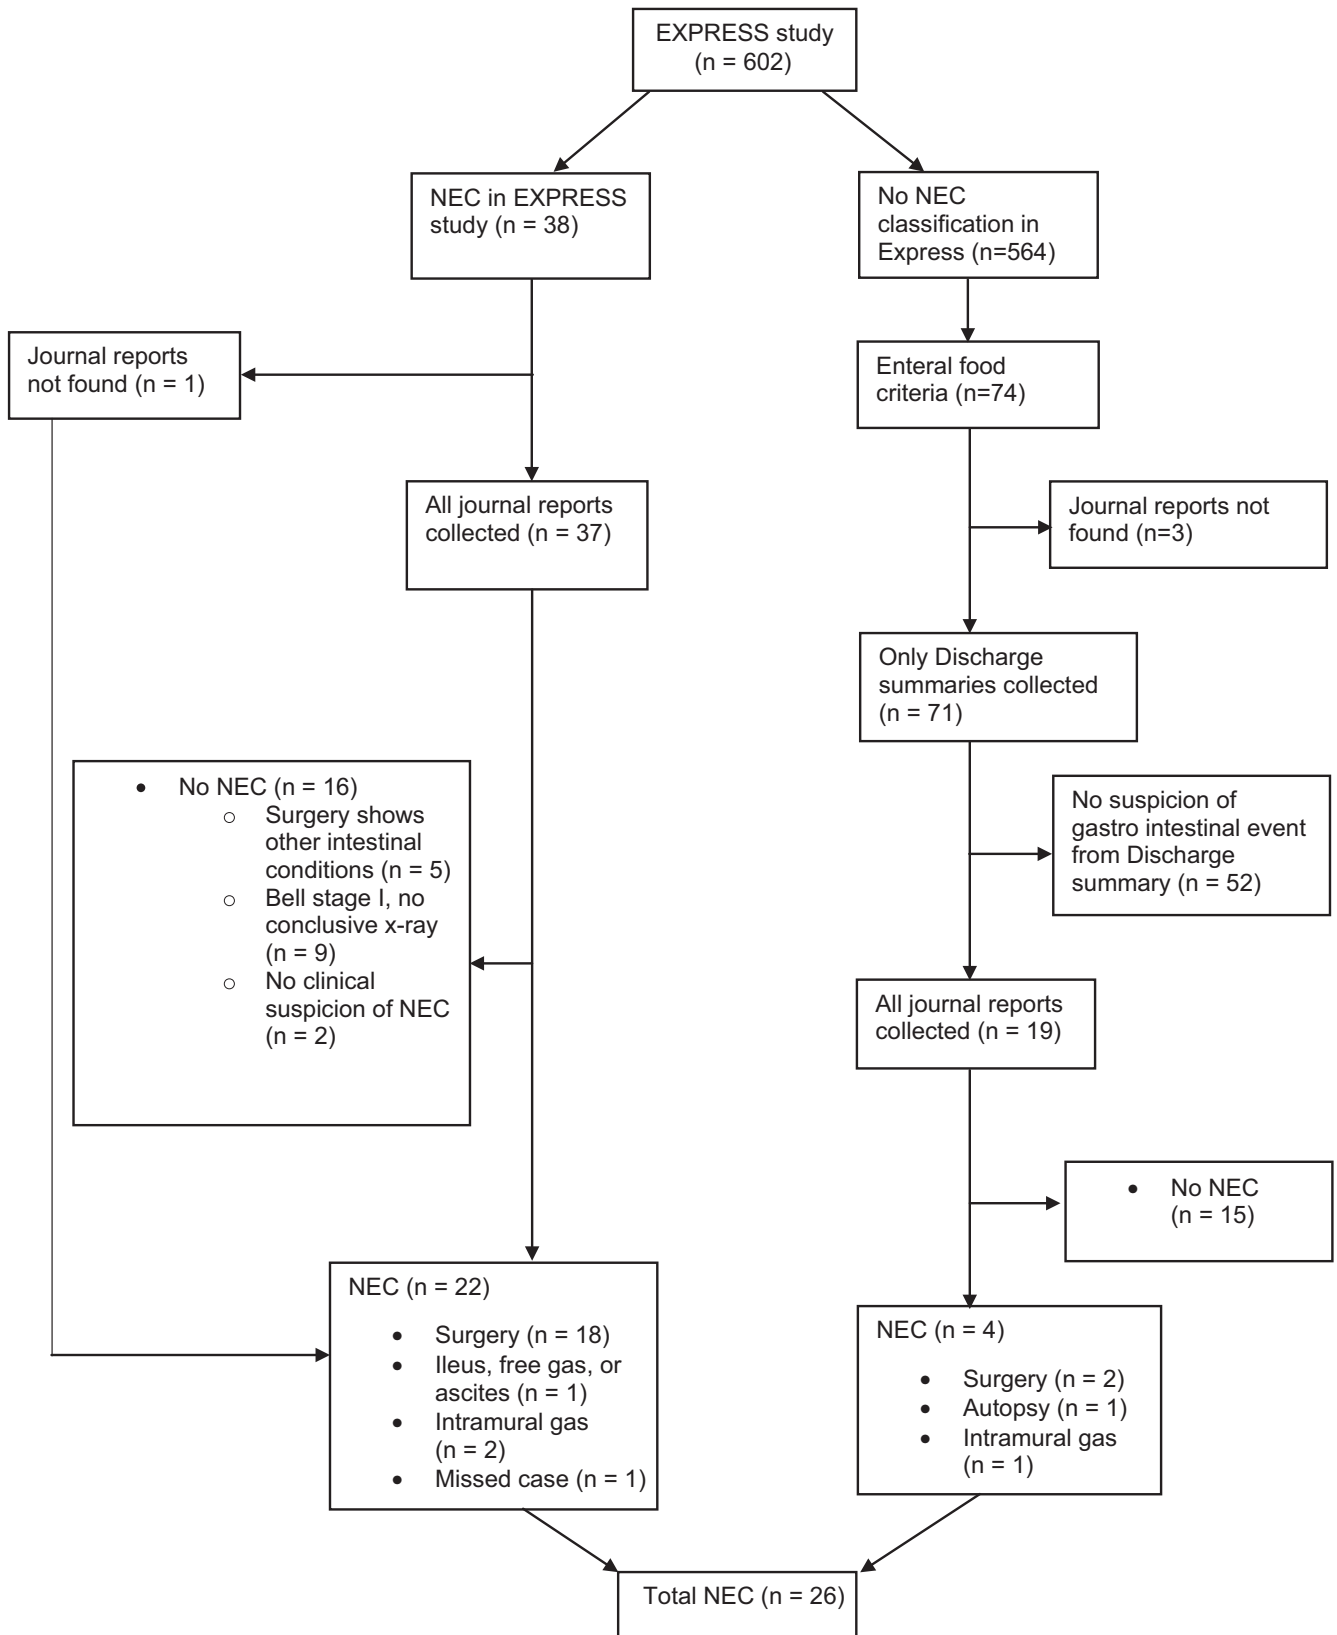 EXPRESS study
(n = 602)
NEC in EXPRESS
study (n = 38)
No NEC
classification in
Express (n=564)
Journal reports
not found (n = 1)
Enteral food
criteria (n=74)
All journal reports
collected (n = 37)
Journal reports not
found (n=3)
Only Discharge
summaries collected
(n = 71)
• No NEC (n = 16)
○ Surgery shows
other intestinal
conditions (n = 5)
○ Bell stage I, no
conclusive x-ray
(n = 9)
○ No clinical
suspicion of NEC
(n = 2)
No suspicion of
gastro intestinal event
from Discharge
summary (n = 52)
All journal reports
collected (n = 19)
• No NEC
(n = 15)
NEC (n = 22)
• Surgery (n = 18)
• Ileus, free gas, or
ascites (n = 1)
• Intramural gas
(n = 2)
• Missed case (n = 1)
NEC (n = 4)
• Surgery (n = 2)
• Autopsy (n = 1)
• Intramural gas
(n = 1)
Total NEC (n = 26)